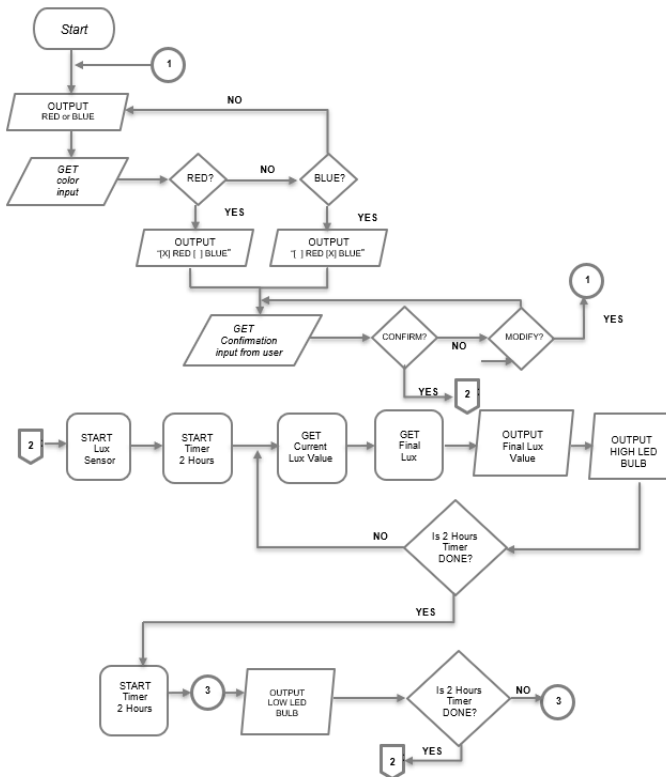 Start
1
OUTPUT
RED or BLUE
NO
GET
color
input
RED?
NO
BLUE?
YES
YES
OUTPUT
"[X] RED [ ] BLUE"
OUTPUT
"[ ] RED [X] BLUE"
1
GET
Confirmation
input from user
CONFIRM?
NO
MODIFY?
YES
YES
2
2
START
Lux
Sensor
START
Timer
2 Hours
GET
Current
Lux Value
GET
Final
Lux
OUTPUT
Final Lux
Value
OUTPUT
HIGH LED
BULB
NO
Is 2 Hours
Timer
DONE?
YES
START
Timer
2 Hours
3
OUTPUT
LOW LED
BULB
Is 2 Hours
Timer
DONE?
NO
3
YES
2